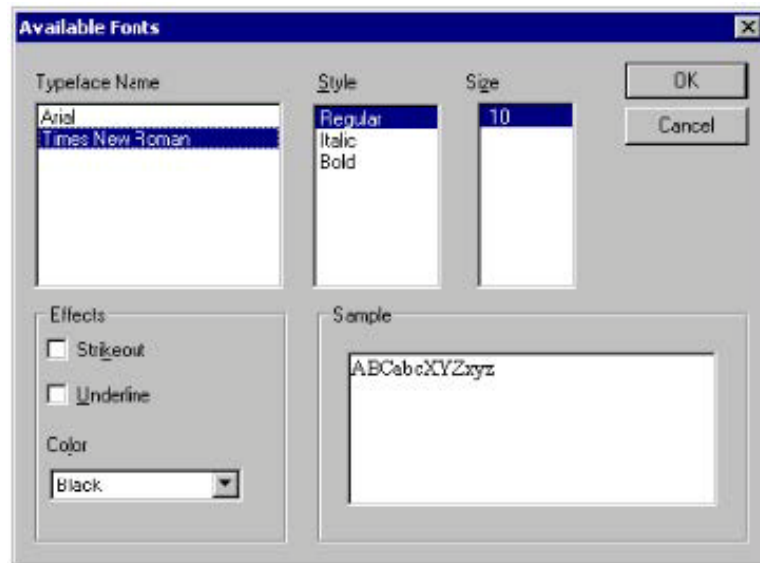 Available Fonts
Typeface Name
Style
Size
OK
Arial
Regular
10
Cancel
Times New Roman
Italic
Bold
Effects
Sample
Strikeout
ABCabcXYZxyz
Underline
Color
Black